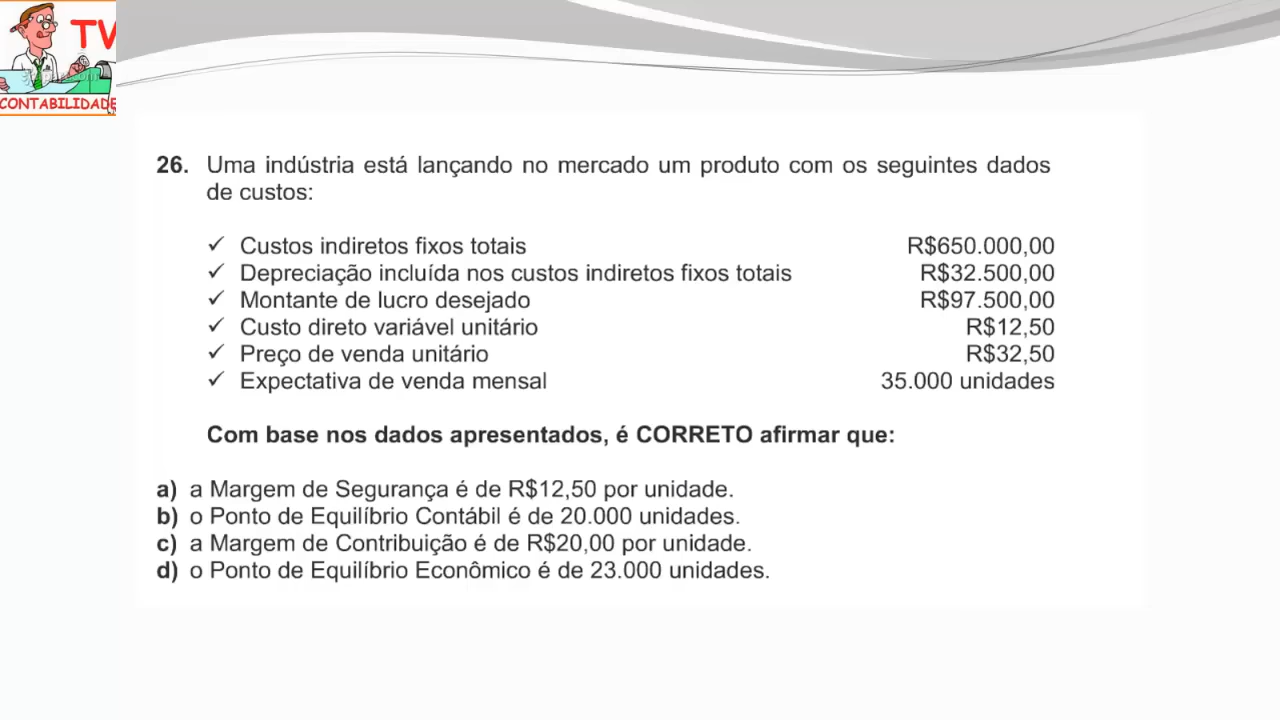 TV
CONTABILIDADE
26. Uma indústria está lançando no mercado um produto com os seguintes dados
de custos:
✓ Custos indiretos fixos totais R$650.000,00
✓ Depreciação incluída nos custos indiretos fixos totais R$32.500,00
✓ Montante de lucro desejado R$97.500,00
✓ Custo direto variável unitário R$12,50
✓ Preço de venda unitário R$32,50
✓ Expectativa de venda mensal 35.000 unidades
Com base nos dados apresentados, é CORRETO afirmar que:
a) a Margem de Segurança é de R$12,50 por unidade.
b) o Ponto de Equilíbrio Contábil é de 20.000 unidades.
c) a Margem de Contribuição é de R$20,00 por unidade.
d) o Ponto de Equilíbrio Econômico é de 23.000 unidades.